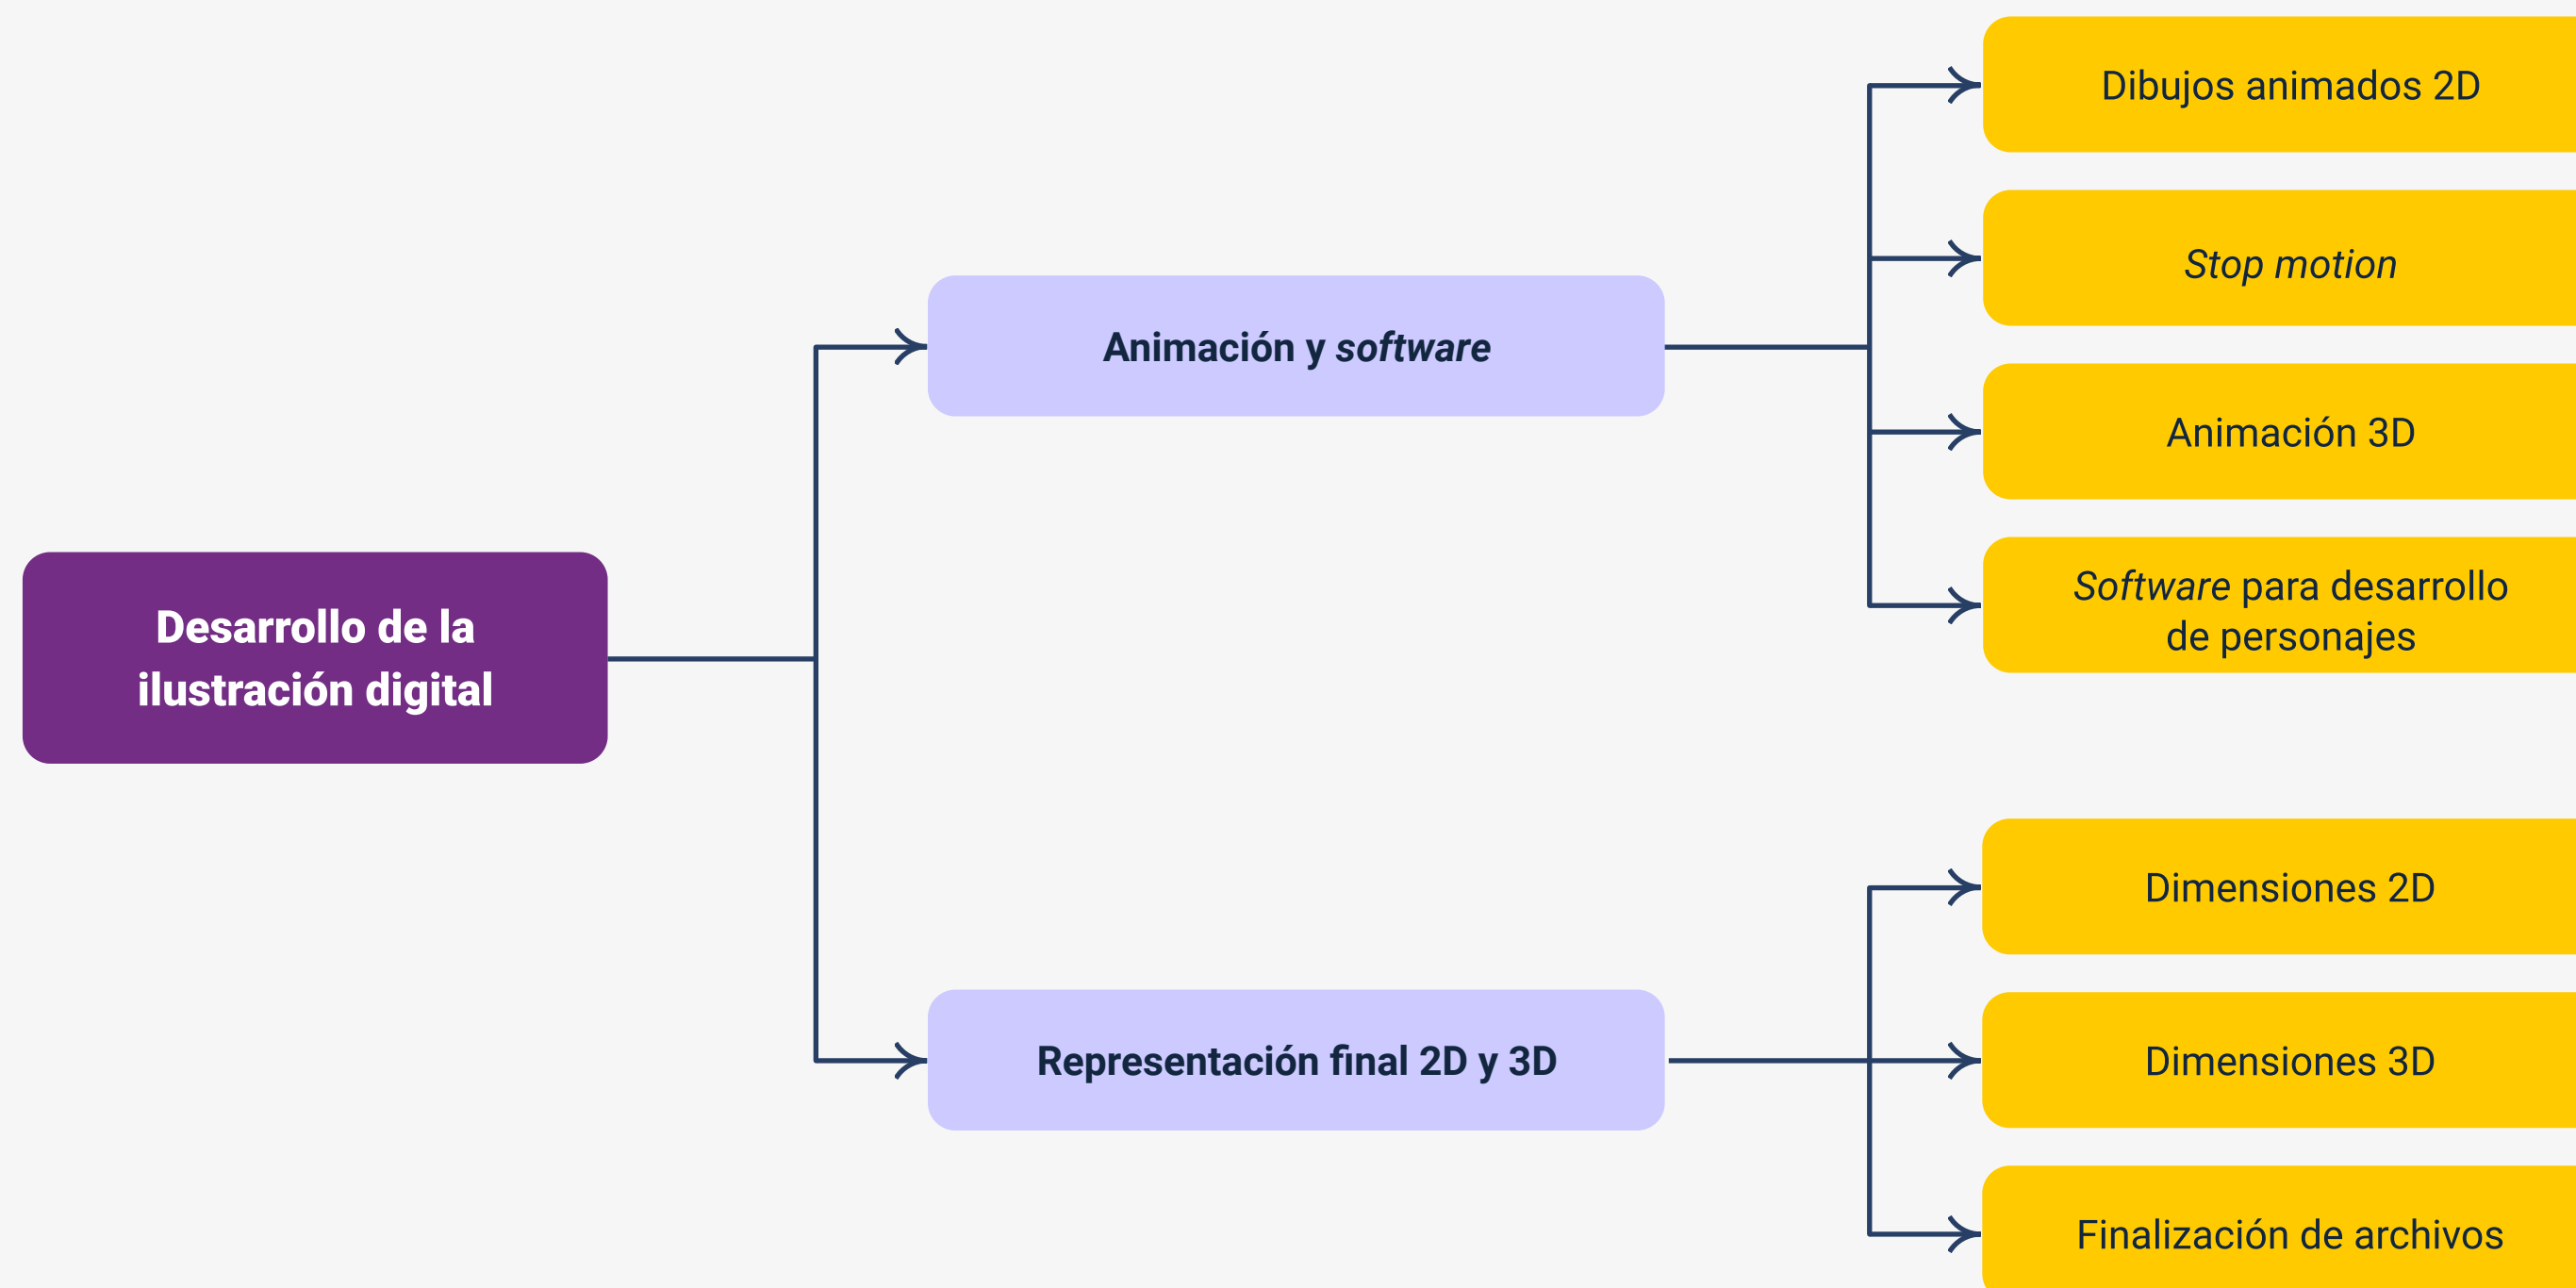 Desarrollo de la
ilustración digital
Animación y software
Dibujos animados 2D
Stop motion
Animación 3D
Software para desarrollo
de personajes
Representación final 2D y 3D
Dimensiones 2D
Dimensiones 3D
Finalización de archivos